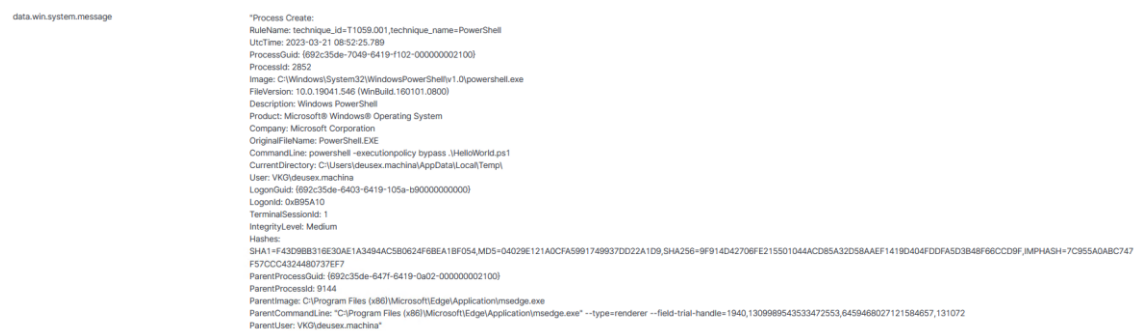 data.win.system.message
"Process Create:
RuleName: technique_id=T1059.001,technique_name=PowerShell
UtcTime: 2023-03-21 08:52:25.789
ProcessGuid: {692c35de-7049-6419-f102-000000002100}
ProcessId: 2852
Image: C:\Windows\System32\WindowsPowerShell\v1.0\powershell.exe
FileVersion: 10.0.19041.546 (WinBuild.160101.0800)
Description: Windows PowerShell
Product: Microsoft® Windows® Operating System
Company: Microsoft Corporation
OriginalFileName: PowerShell.EXE
CommandLine: powershell -executionpolicy bypass .\HelloWorld.ps1
CurrentDirectory: C:\Users\deusex.machina\AppData\Local\Temp\
User: VKG\deusex.machina
LogonGuid: {692c35de-6403-6419-105a-b90000000000}
LogonId: 0xB95A10
TerminalSessionId: 1
IntegrityLevel: Medium
Hashes:
SHA1=F43D9BB316E30AE1A3494AC5B0624F6BEA1BF054,MD5=04029E121A0CFA5991749937DD22A1D9,SHA256=9F914D42706FE215501044ACD85A32D58AAEF1419D404FDDFA5D3B48F66CCD9F,IMPHASH=7C955A0ABC747
F57CCC4324480737EF7
ParentProcessGuid: {692c35de-647f-6419-0a02-000000002100}
ParentProcessId: 9144
ParentImage: C:\Program Files (x86)\Microsoft\Edge\Application\msedge.exe
ParentCommandLine: "C:\Program Files (x86)\Microsoft\Edge\Application\msedge.exe" --type=renderer --field-trial-handle=1940,1309989543533472553,6459468027121584657,131072
ParentUser: VKG\deusex.machina"